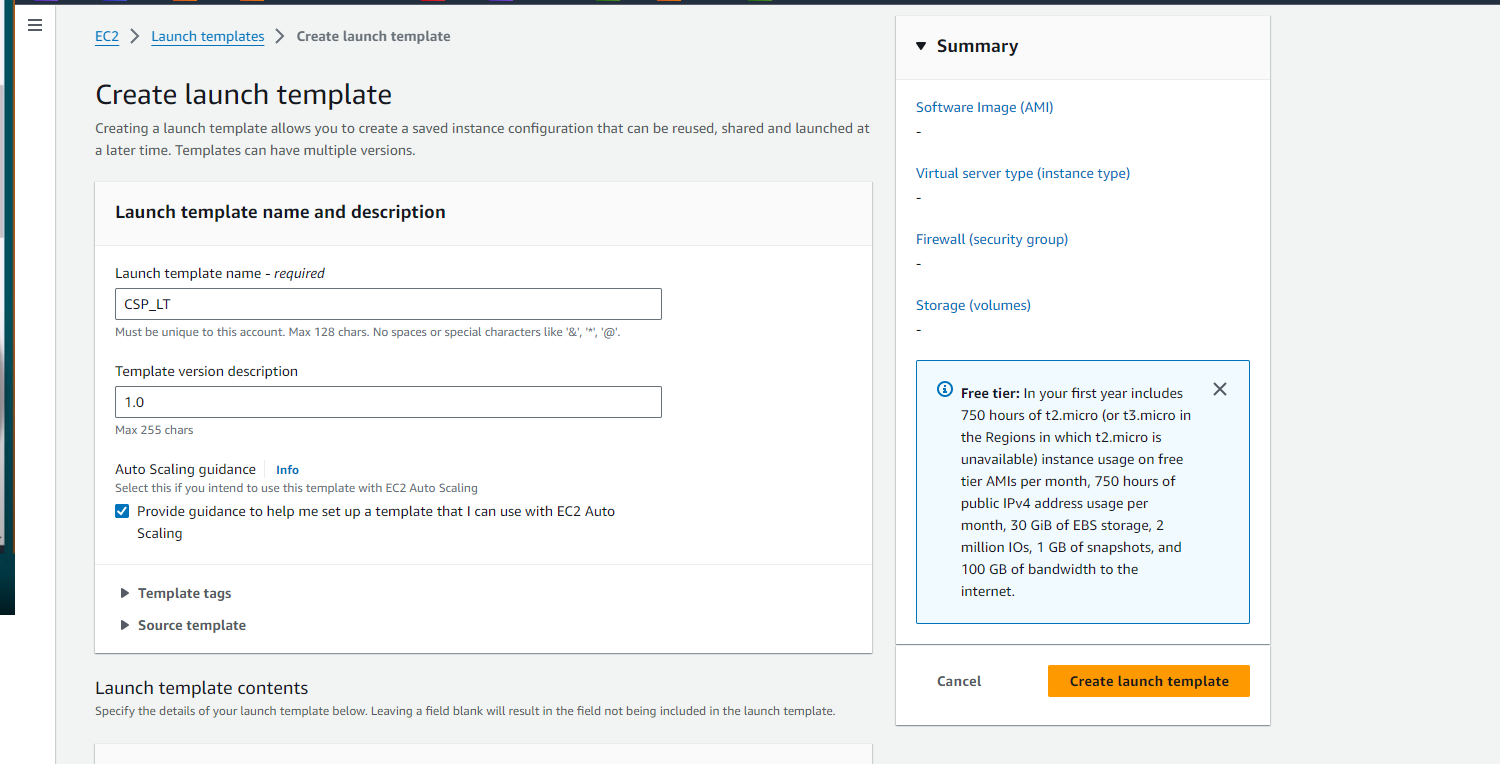 EC2 > Launch templates > Create launch template
Create launch template
Creating a launch template allows you to create a saved instance configuration that can be reused, shared and launched at
a later time. Templates can have multiple versions.
Launch template name and description
Launch template name - required
CSP_LT
Must be unique to this account. Max 128 chars. No spaces or special characters like '&', '*', '@'.
Template version description
1.0
Max 255 chars
Auto Scaling guidance Info
Select this if you intend to use this template with EC2 Auto Scaling
Provide guidance to help me set up a template that I can use with EC2 Auto
Scaling
Template tags
Source template
Launch template contents
Specify the details of your launch template below. Leaving a field blank will result in the field not being included in the launch template.
Summary
Software Image (AMI)
-
Virtual server type (instance type)
-
Firewall (security group)
-
Storage (volumes)
-
Free tier: In your first year includes
750 hours of t2.micro (or t3.micro in
the Regions in which t2.micro is
unavailable) instance usage on free
tier AMIs per month, 750 hours of
public IPv4 address usage per
month, 30 GiB of EBS storage, 2
million IOs, 1 GB of snapshots, and
100 GB of bandwidth to the
internet.
Cancel
Create launch template